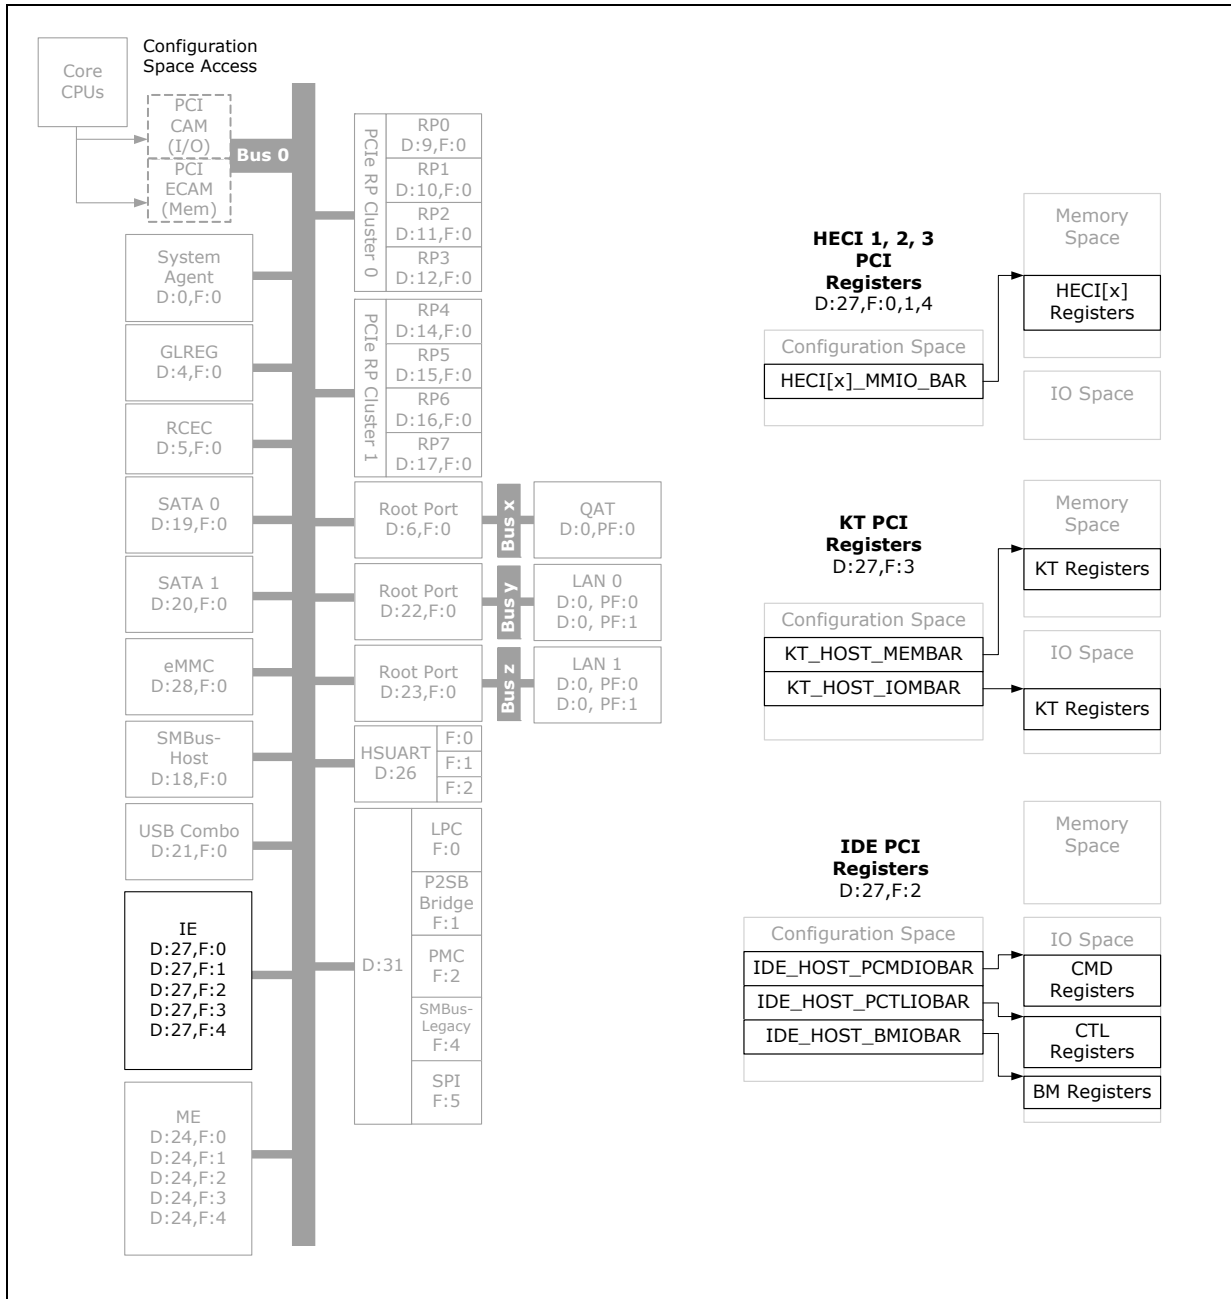 Configuration
Space Access
Core
CPUs
PCI
CAM
(I/O)
PCI
ECAM
(Mem)
Bus 0
System
Agent
D:0,F:0
GLREG
D:4,F:0
RCEC
D:5,F:0
SATA 0
D:19,F:0
SATA 1
D:20,F:0
eMMC
D:28,F:0
SMBus-
Host
D:18,F:0
USB Combo
D:21,F:0
IE
D:27,F:0
D:27,F:1
D:27,F:2
D:27,F:3
D:27,F:4
ME
D:24,F:0
D:24,F:1
D:24,F:2
D:24,F:3
D:24,F:4
PCIe RP Cluster 0
RP0
D:9,F:0
RP1
D:10,F:0
RP2
D:11,F:0
RP3
D:12,F:0
PCIe RP Cluster 1
RP4
D:14,F:0
RP5
D:15,F:0
RP6
D:16,F:0
RP7
D:17,F:0
Root Port
D:6,F:0
Bus x
QAT
D:0,PF:0
Root Port
D:22,F:0
Bus y
LAN 0
D:0, PF:0
D:0, PF:1
Root Port
D:23,F:0
Bus z
LAN 1
D:0, PF:0
D:0, PF:1
HSUART
D:26
F:0
F:1
F:2
D:31
LPC
F:0
P2SB
Bridge
F:1
PMC
F:2
SMBus-
Legacy
F:4
SPI
F:5
HECI 1, 2, 3
PCI
Registers
D:27,F:0,1,4
Configuration Space
HECI[x]_MMIO_BAR
Memory
Space
HECI[x]
Registers
IO Space
KT PCI
Registers
D:27,F:3
Configuration Space
KT_HOST_MEMBAR
KT_HOST_IOMBAR
Memory
Space
KT Registers
IO Space
KT Registers
IDE PCI
Registers
D:27,F:2
Configuration Space
IDE_HOST_PCMDIOBAR
IDE_HOST_PCTLIOBAR
IDE_HOST_BMIOBAR
Memory
Space
IO Space
CMD
Registers
CTL
Registers
BM Registers